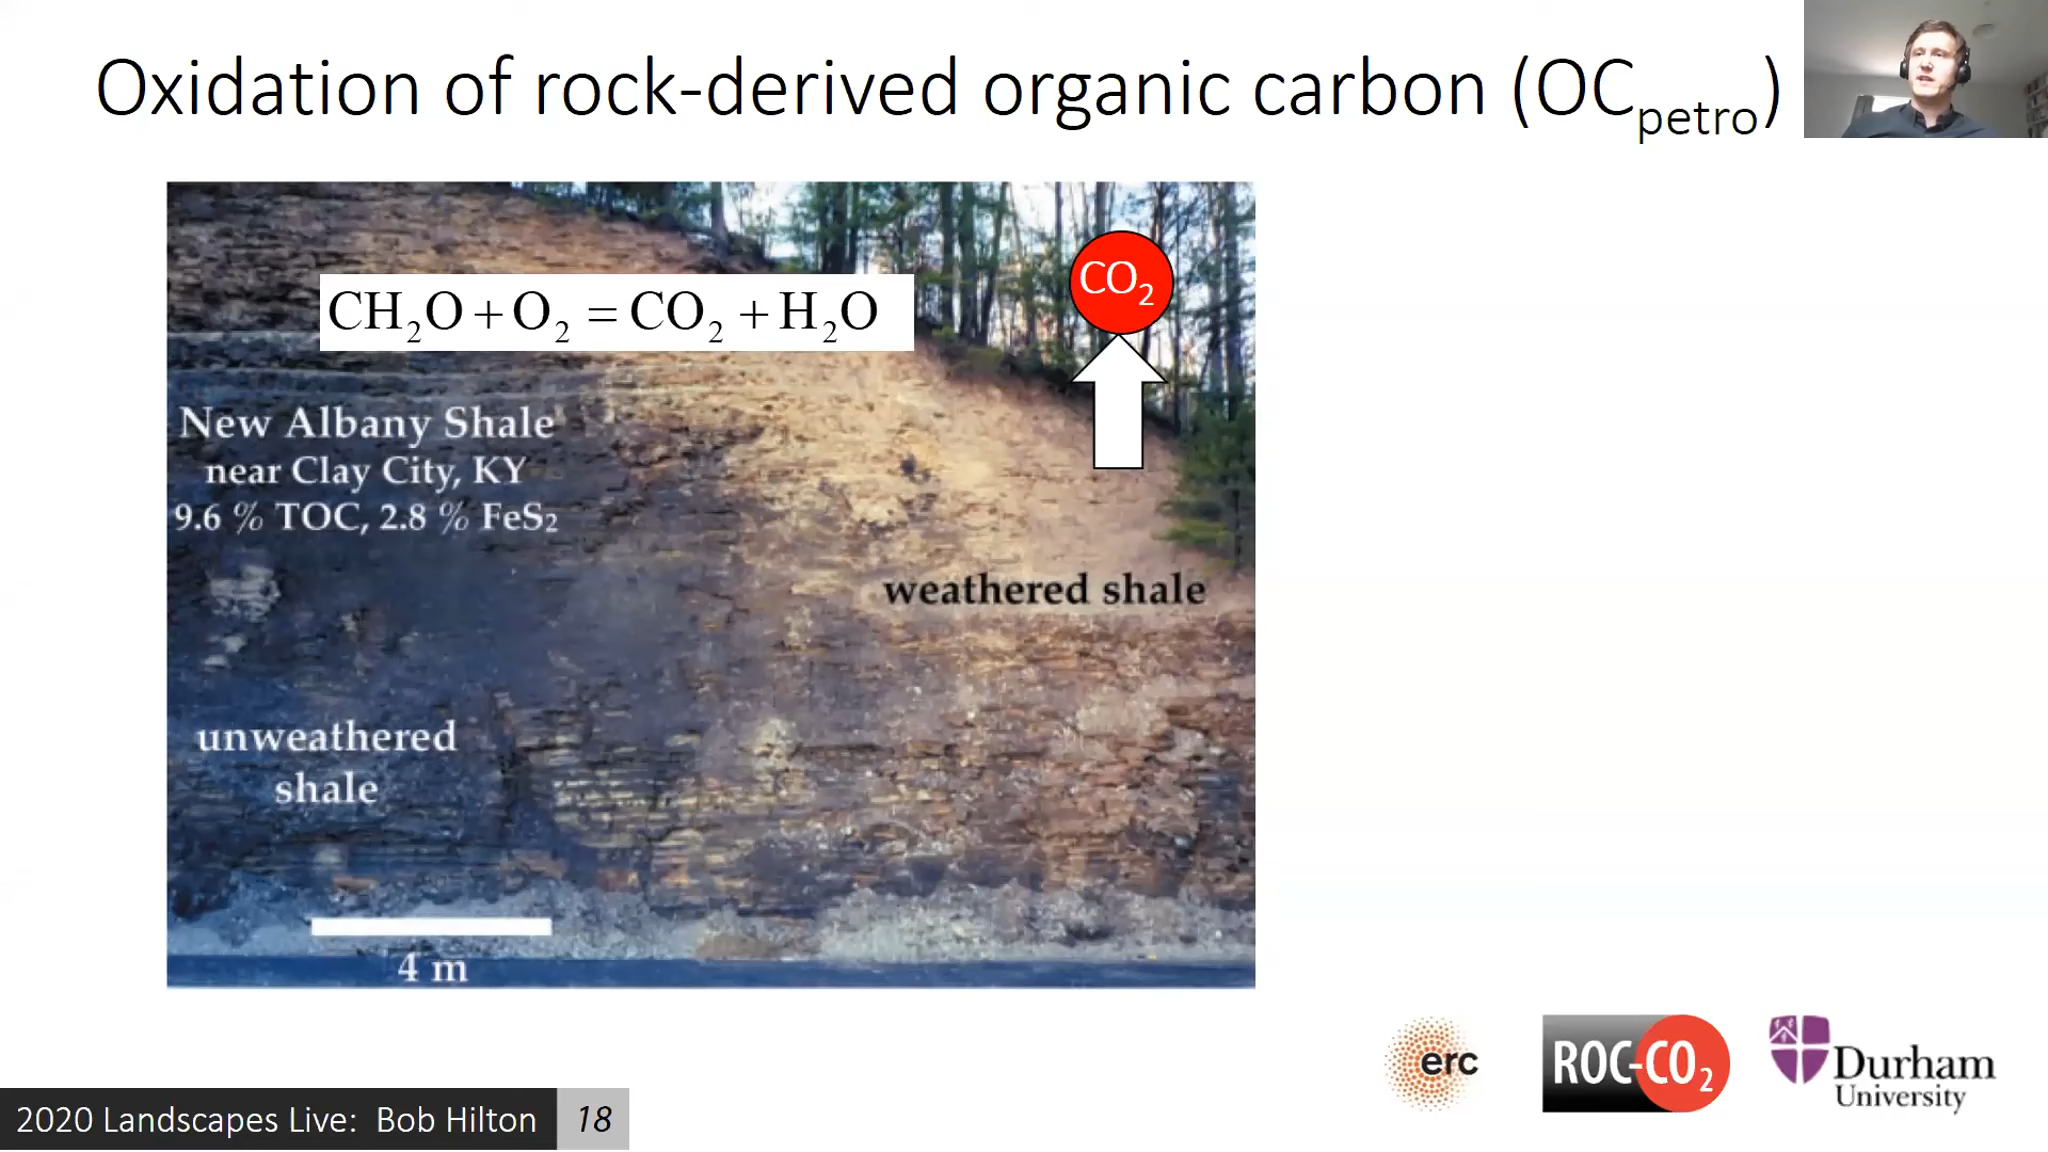 Oxidation of rock-derived organic carbon (OCpetro)
CH₂O + O₂ = CO₂ + H₂O
CO₂
New Albany Shale
near Clay City, KY
9.6 % TOC, 2.8 % FeS₂
weathered shale
unweathered
shale
4 m
erc
ROC-CO₂
Durham
University
2020 Landscapes Live: Bob Hilton
18